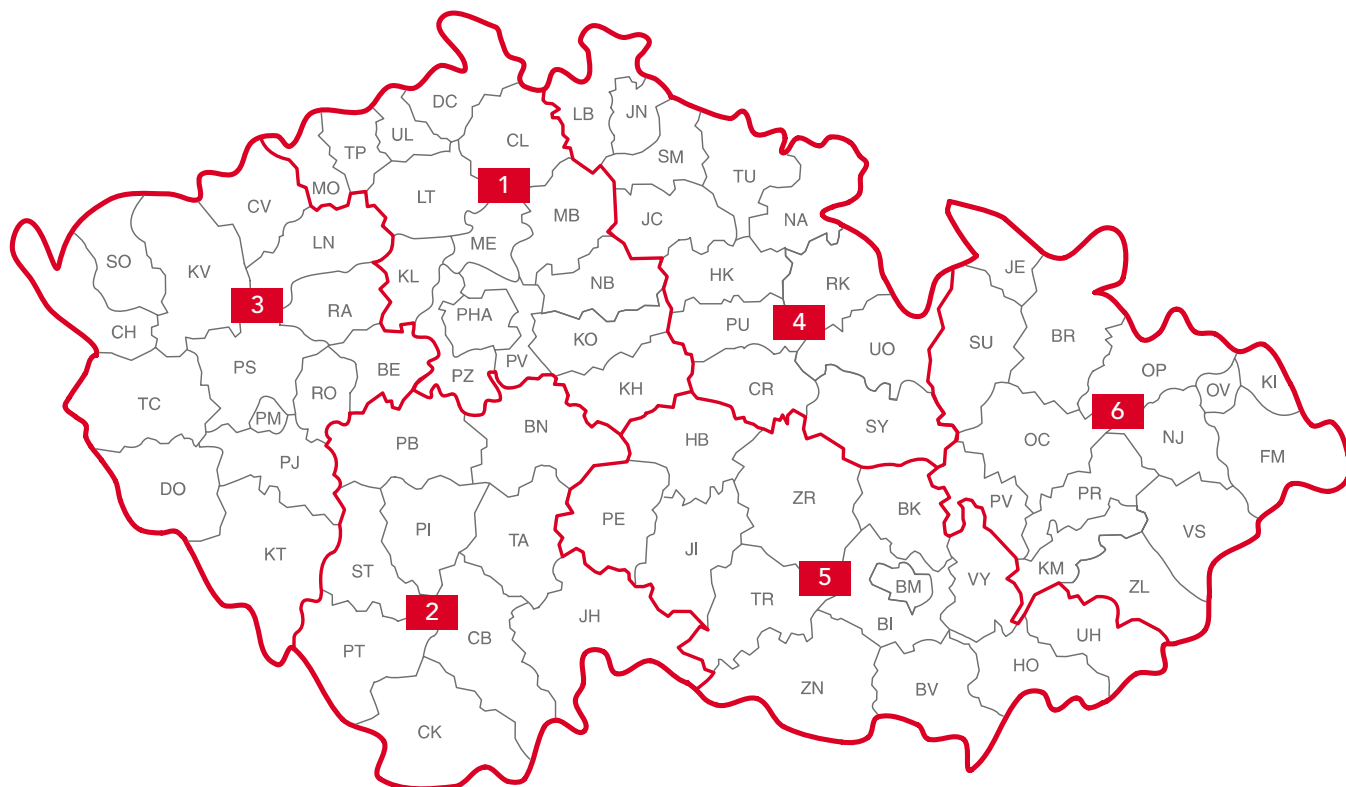 DC
LB
JN
UL
CL
TP
SM
MO
TU
CV
LT
1
MB
JC
NA
LN
ME
SO
KV
KL
NB
HK
RK
JE
3
RA
PHA
4
CH
PU
KO
SU
BR
PS
BE
PZ
PV
UO
OP
KI
TC
RO
KH
CR
OV
PM
6
BN
SY
PB
HB
OC
NJ
FM
PJ
DO
ZR
PV
PR
PI
PE
BK
VS
KT
TA
JI
ST
5
BM
VY
KM
ZL
2
TR
JH
BI
PT
CB
UH
HO
ZN
BV
CK